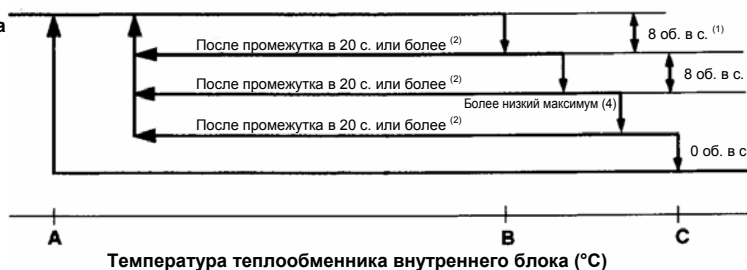 а
8 об. в с. (1)
После промежутка в 20 с. или более (2)
8 об. в с.
После промежутка в 20 с. или более (2)
Более низкий максимум (4)
После промежутка в 20 с. или более (2)
0 об. в с
A B C
Температура теплообменника внутреннего блока (°C)